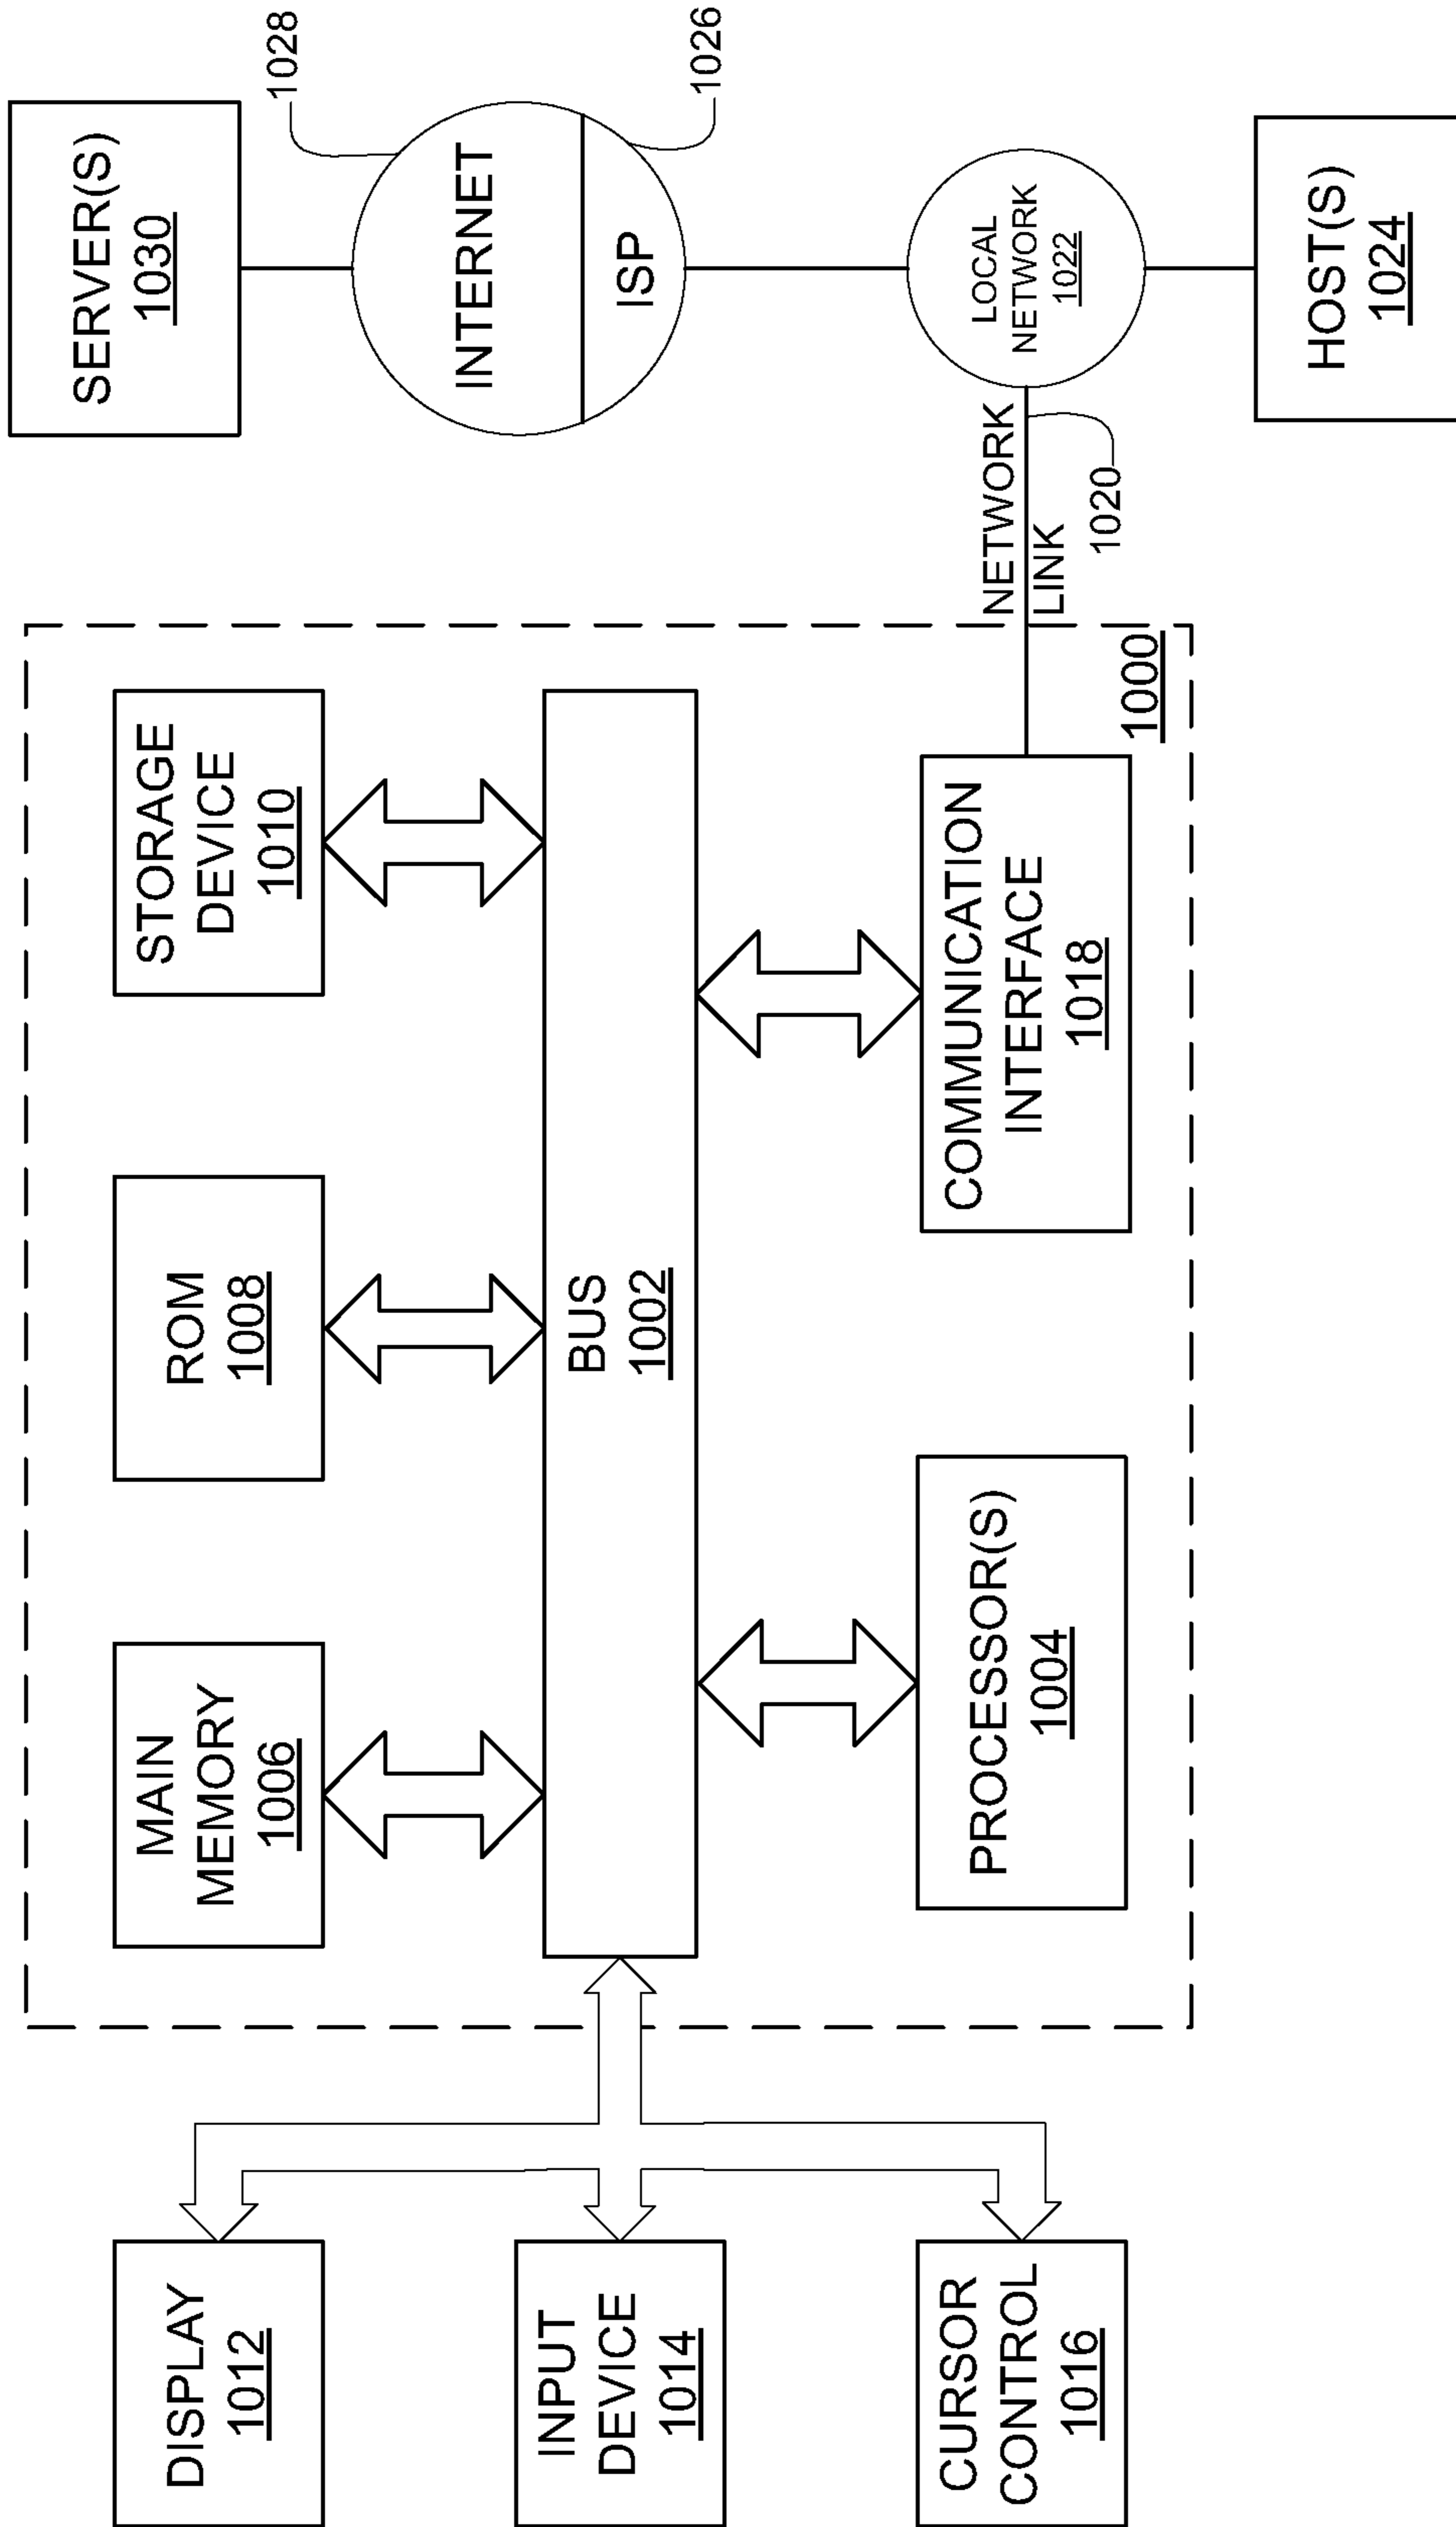 DISPLAY
1012
INPUT
DEVICE
1014
CURSOR
CONTROL
1016
MAIN
MEMORY
1006
ROM
1008
STORAGE
DEVICE
1010
BUS
1002
PROCESSOR(S)
1004
COMMUNICATION
INTERFACE
1018
1000
NETWORK
LINK
1020
SERVER(S)
1030
1028
INTERNET
ISP
1026
LOCAL
NETWORK
1022
HOST(S)
1024